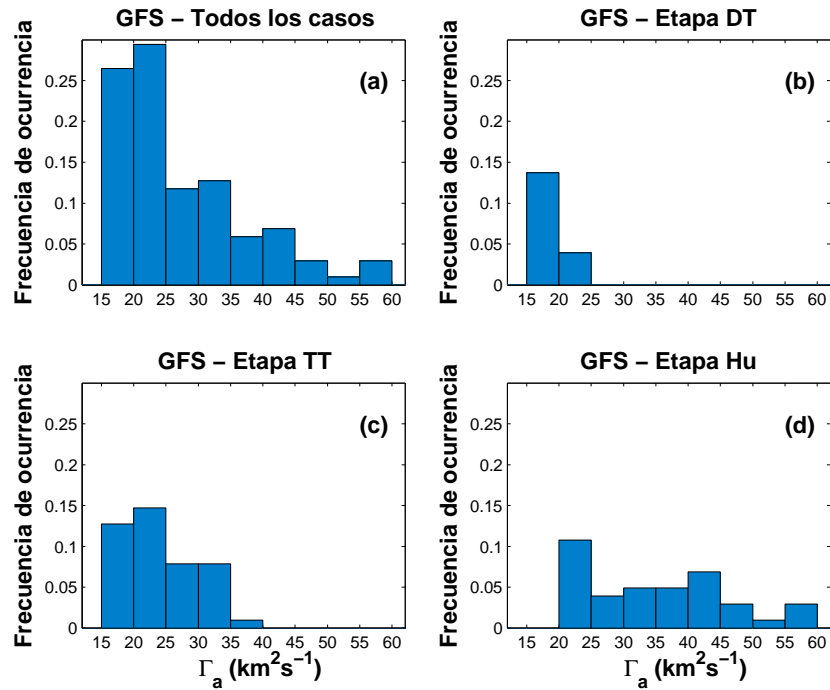 GFS – Todos los casos
Frecuencia de ocurrencia
(a)
0.25
0.2
0.15
0.1
0.05
0
15 20 25 30 35 40 45 50 55 60
GFS – Etapa DT
Frecuencia de ocurrencia
(b)
0.25
0.2
0.15
0.1
0.05
0
15 20 25 30 35 40 45 50 55 60
GFS – Etapa TT
Frecuencia de ocurrencia
(c)
0.25
0.2
0.15
0.1
0.05
0
15 20 25 30 35 40 45 50 55 60
Γa (km²s⁻¹)
GFS – Etapa Hu
Frecuencia de ocurrencia
(d)
0.25
0.2
0.15
0.1
0.05
0
15 20 25 30 35 40 45 50 55 60
Γa (km²s⁻¹)